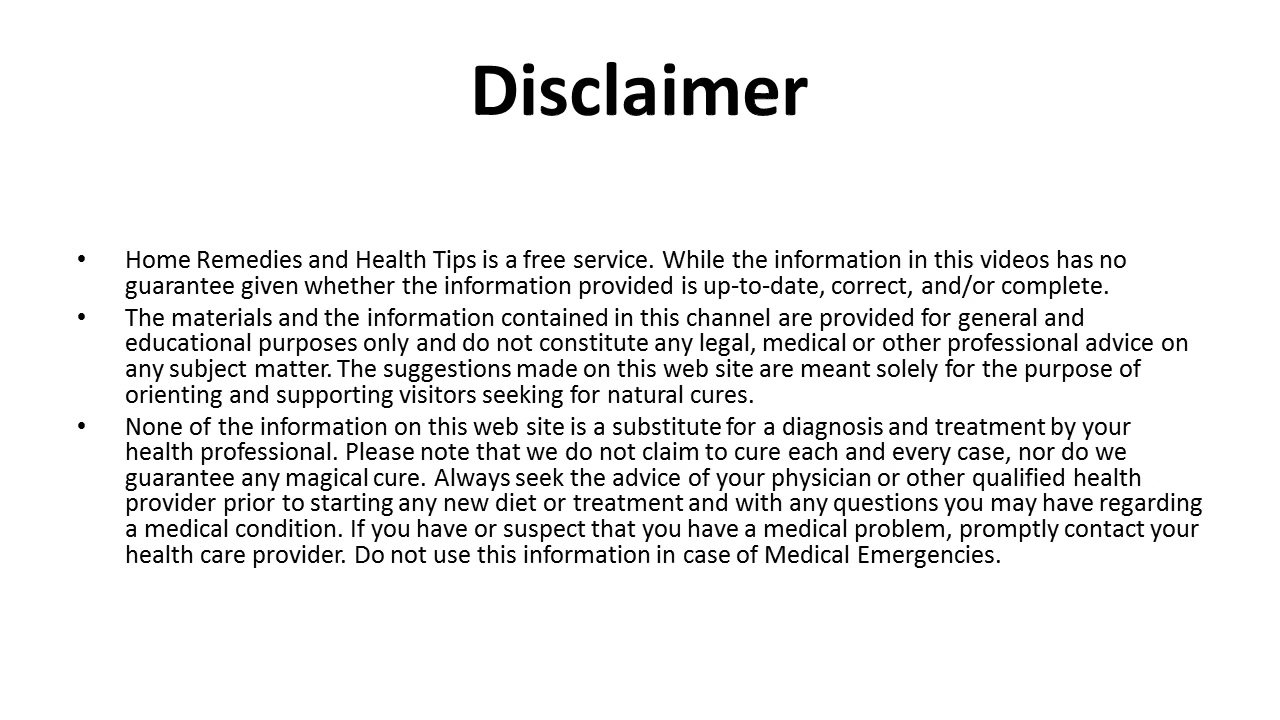 Disclaimer
• Home Remedies and Health Tips is a free service. While the information in this videos has no
guarantee given whether the information provided is up-to-date, correct, and/or complete.
• The materials and the information contained in this channel are provided for general and
educational purposes only and do not constitute any legal, medical or other professional advice on
any subject matter. The suggestions made on this web site are meant solely for the purpose of
orienting and supporting visitors seeking for natural cures.
• None of the information on this web site is a substitute for a diagnosis and treatment by your
health professional. Please note that we do not claim to cure each and every case, nor do we
guarantee any magical cure. Always seek the advice of your physician or other qualified health
provider prior to starting any new diet or treatment and with any questions you may have regarding
a medical condition. If you have or suspect that you have a medical problem, promptly contact your
health care provider. Do not use this information in case of Medical Emergencies.